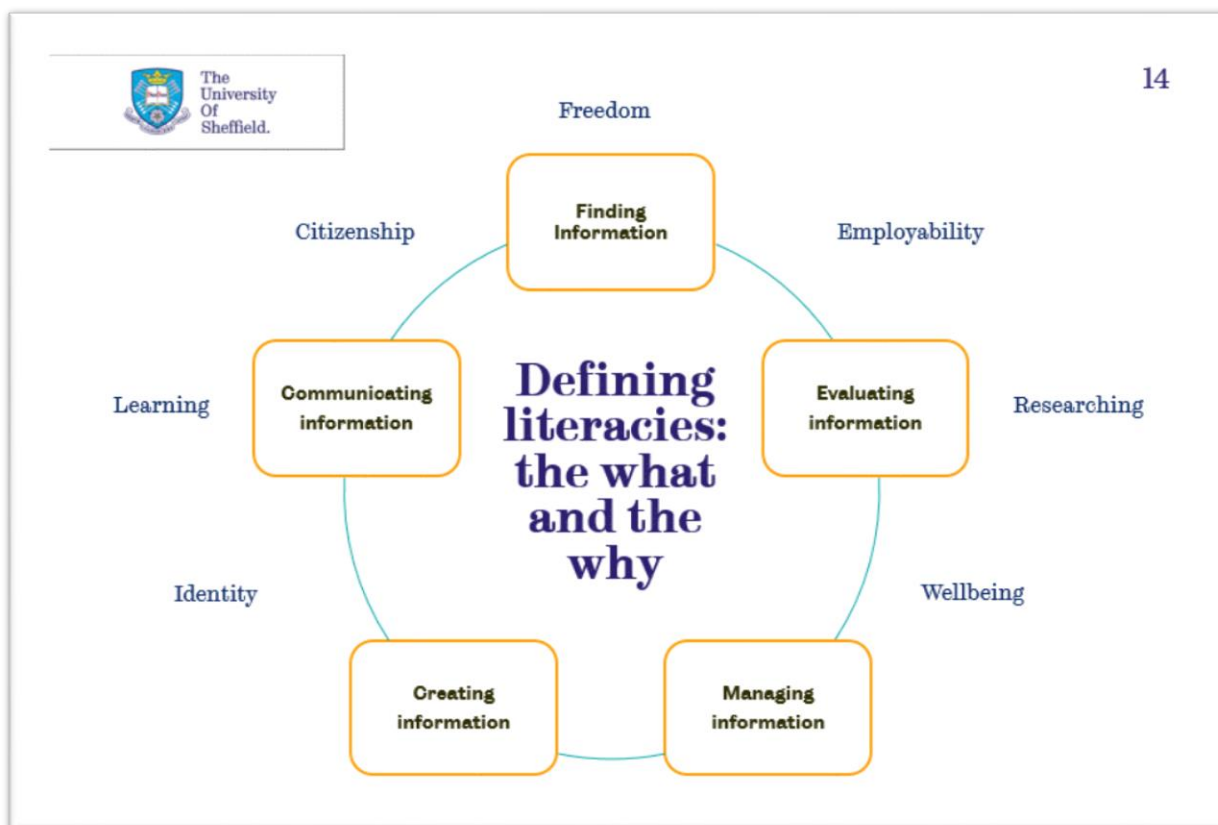 The
University
Of
Sheffield.
14
Freedom
Citizenship
Finding
Information
Employability
Learning
Communicating
information
Defining
literacies:
the what
and the
why
Evaluating
information
Researching
Identity
Wellbeing
Creating
information
Managing
information